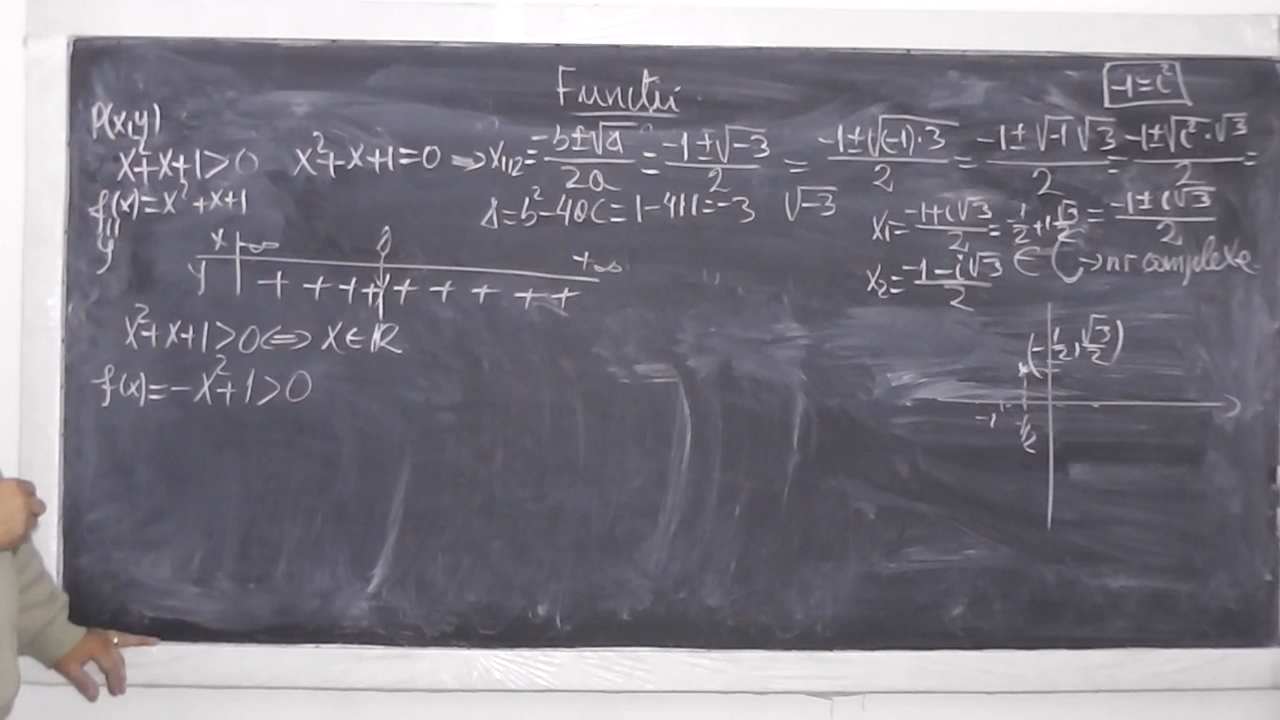 Funcții
-1=i²
P(x,y)
x²+x+1>0 x²+x+1=0 => x₁,₂= (-b±√Δ)/2a = (-1±√-3)/2 = (-1±√(-1)·3)/2 = (-1±√-1 √3)/2 = (-1±√i²·√3)/2 =
f(x)=x²+x+1 Δ=b²-4ac=1-4·1·1=-3 √-3 x₁= (-1+i√3)/2 = 1/2+i√3/2 = (-1±i√3)/2
y
x₂= (-1-i√3)/2 ∈ C → nr complexe
x -∞ 0 +∞
y + + + + + + + + +
x²+x+1>0 <=> x∈R
f(x)=-x²+1>0
(-1/2, √3/2)
-1 -1/2